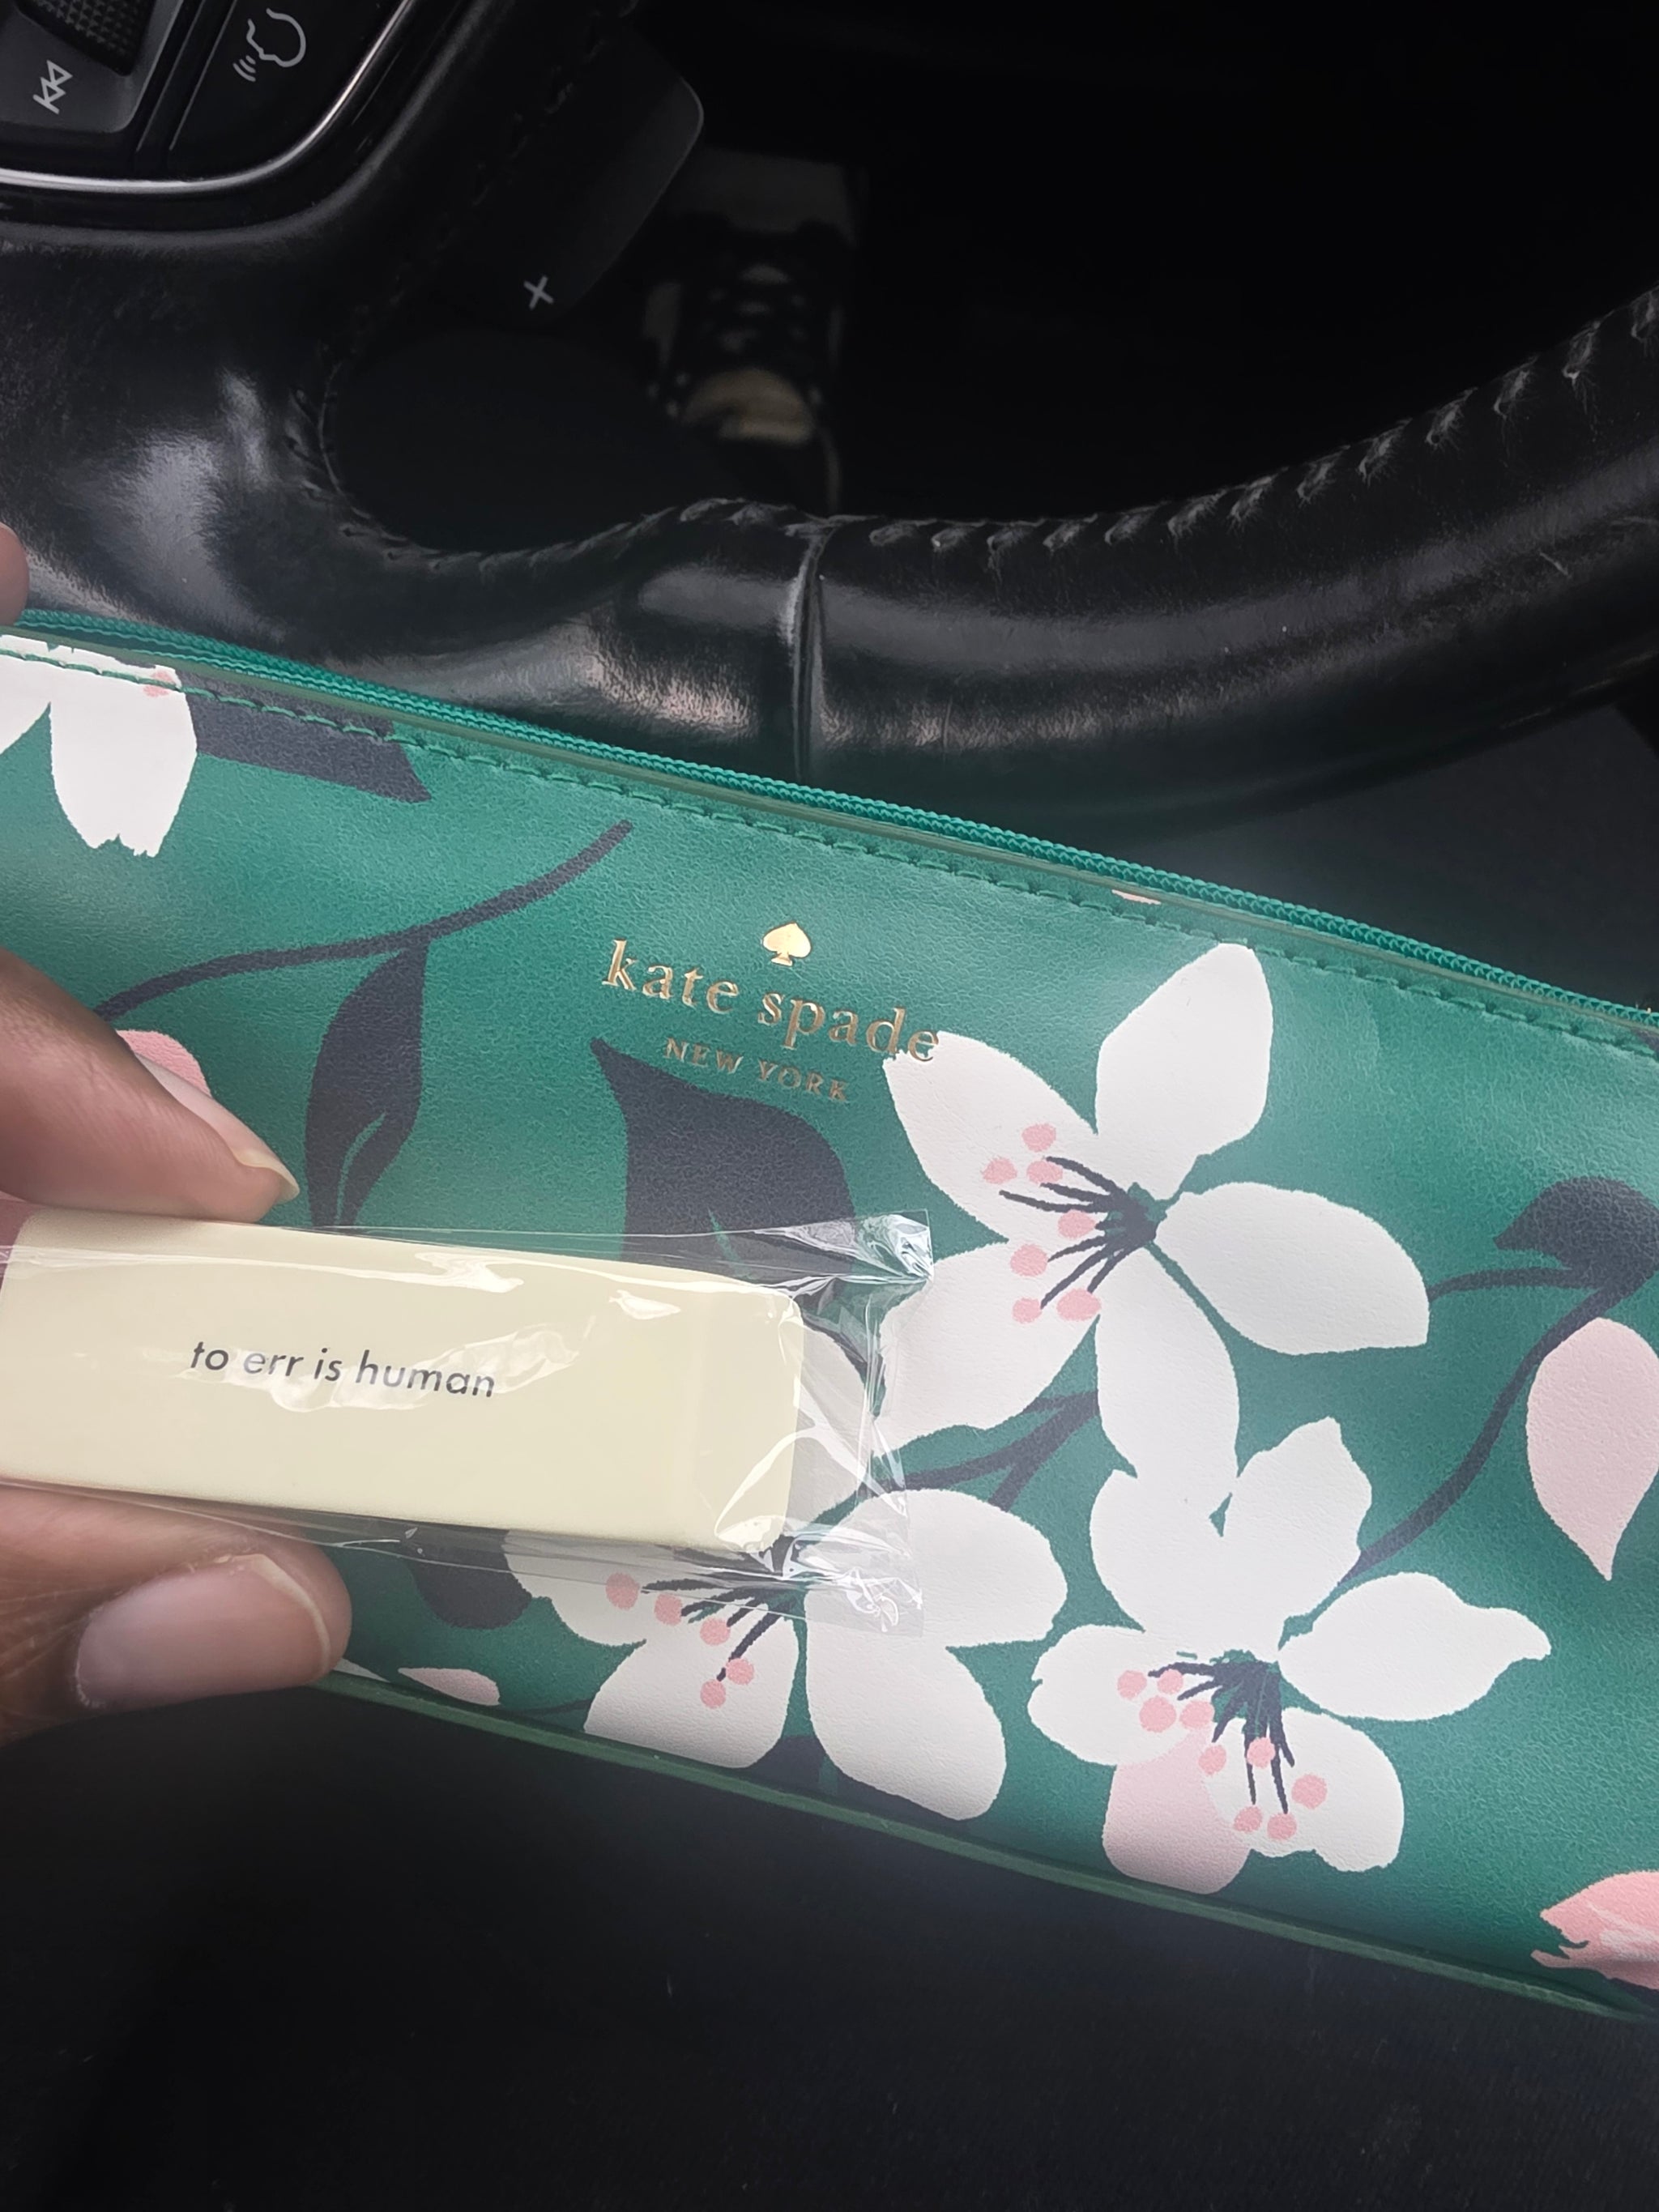 kate spade
NEW YORK
to err is human